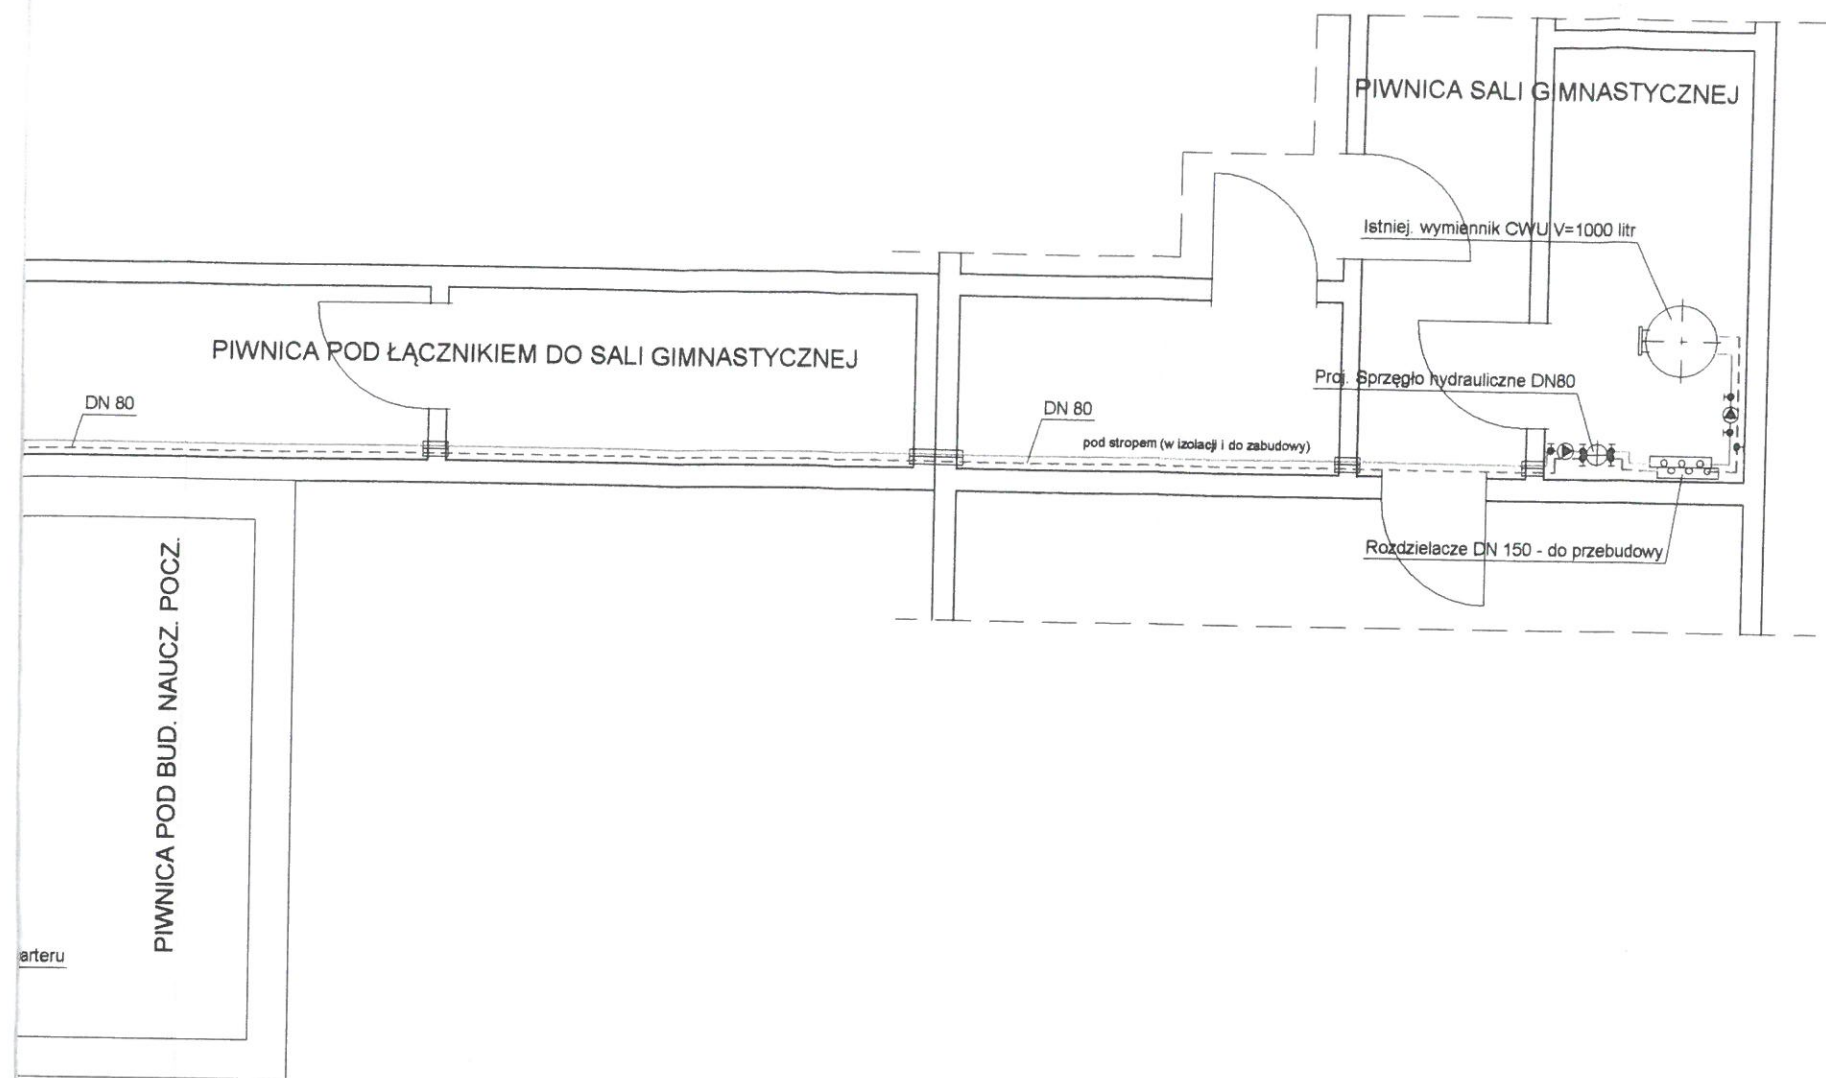 PIWNICA SALI GIMNASTYCZNEJ
Istniej. wymiennik CWU V=1000 litr
PIWNICA POD ŁĄCZNIKIEM DO SALI GIMNASTYCZNEJ
Proj. Sprzęgło hydrauliczne DN80
DN 80
DN 80
pod stropem (w izolacji i do zabudowy)
Rozdzielacze DN 150 - do przebudowy
PIWNICA POD BUD. NAUCZ. POCZ.
arteru